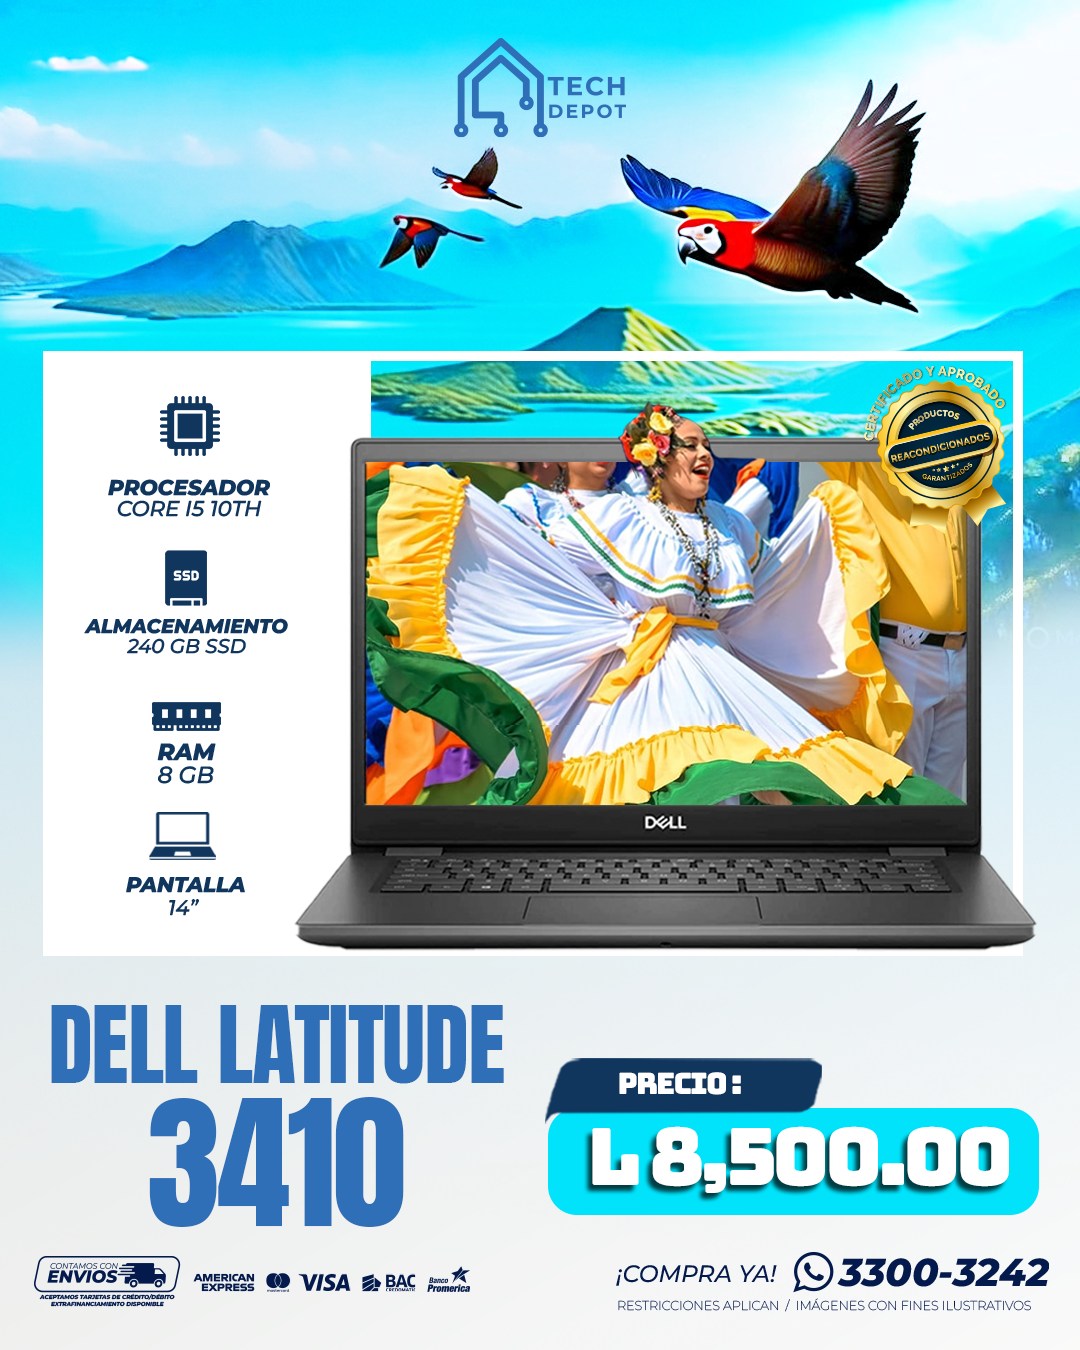 TECH
DEPOT
CERTIFICADO Y APROBADO
PRODUCTOS
REACONDICIONADOS
GARANTIZADOS
PROCESADOR
CORE I5 10TH
SSD
ALMACENAMIENTO
240 GB SSD
RAM
8 GB
PANTALLA
14”
DELL
DELL LATITUDE
3410
PRECIO:
L 8,500.00
CONTAMOS CON
ENVIOS
ACEPTAMOS TARJETAS DE CRÉDITO/DÉBITO
EXTRAFINANCIAMIENTO DISPONIBLE
AMERICAN
EXPRESS
mastercard
VISA
BAC
CREDOMATIC
Banco
Promerica
¡COMPRA YA! 3300-3242
RESTRICCIONES APLICAN / IMÁGENES CON FINES ILUSTRATIVOS